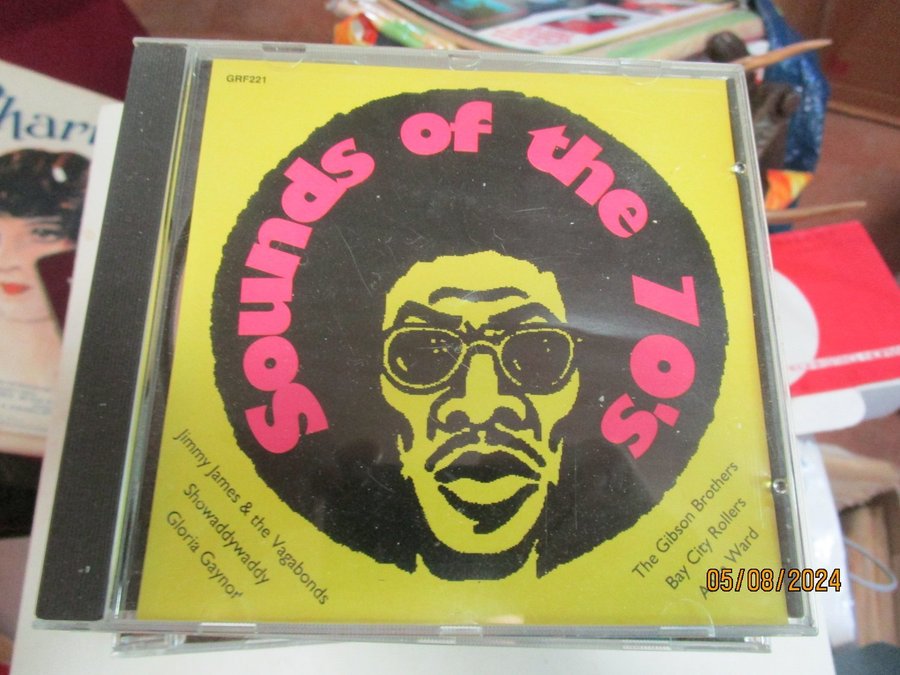 GRF221
Sounds of the 70's
Jimmy James & the Vagabonds
Showaddywaddy
Gloria Gaynor
The Gibson Brothers
Bay City Rollers
Ward
05/08/2024